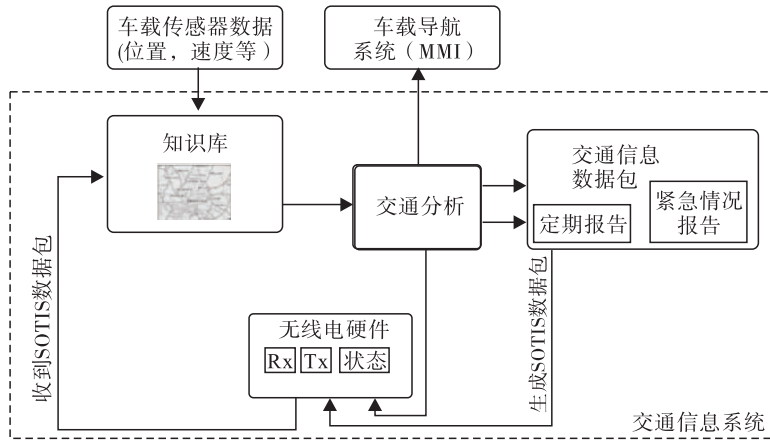 车载传感器数据
(位置，速度等）
车载导航
系统（MMI）
知识库
交通分析
交通信息
数据包
定期报告
紧急情况
报告
收到SOTIS数据包
无线电硬件
Rx
Tx
状态
生成SOTIS数据包
交通信息系统